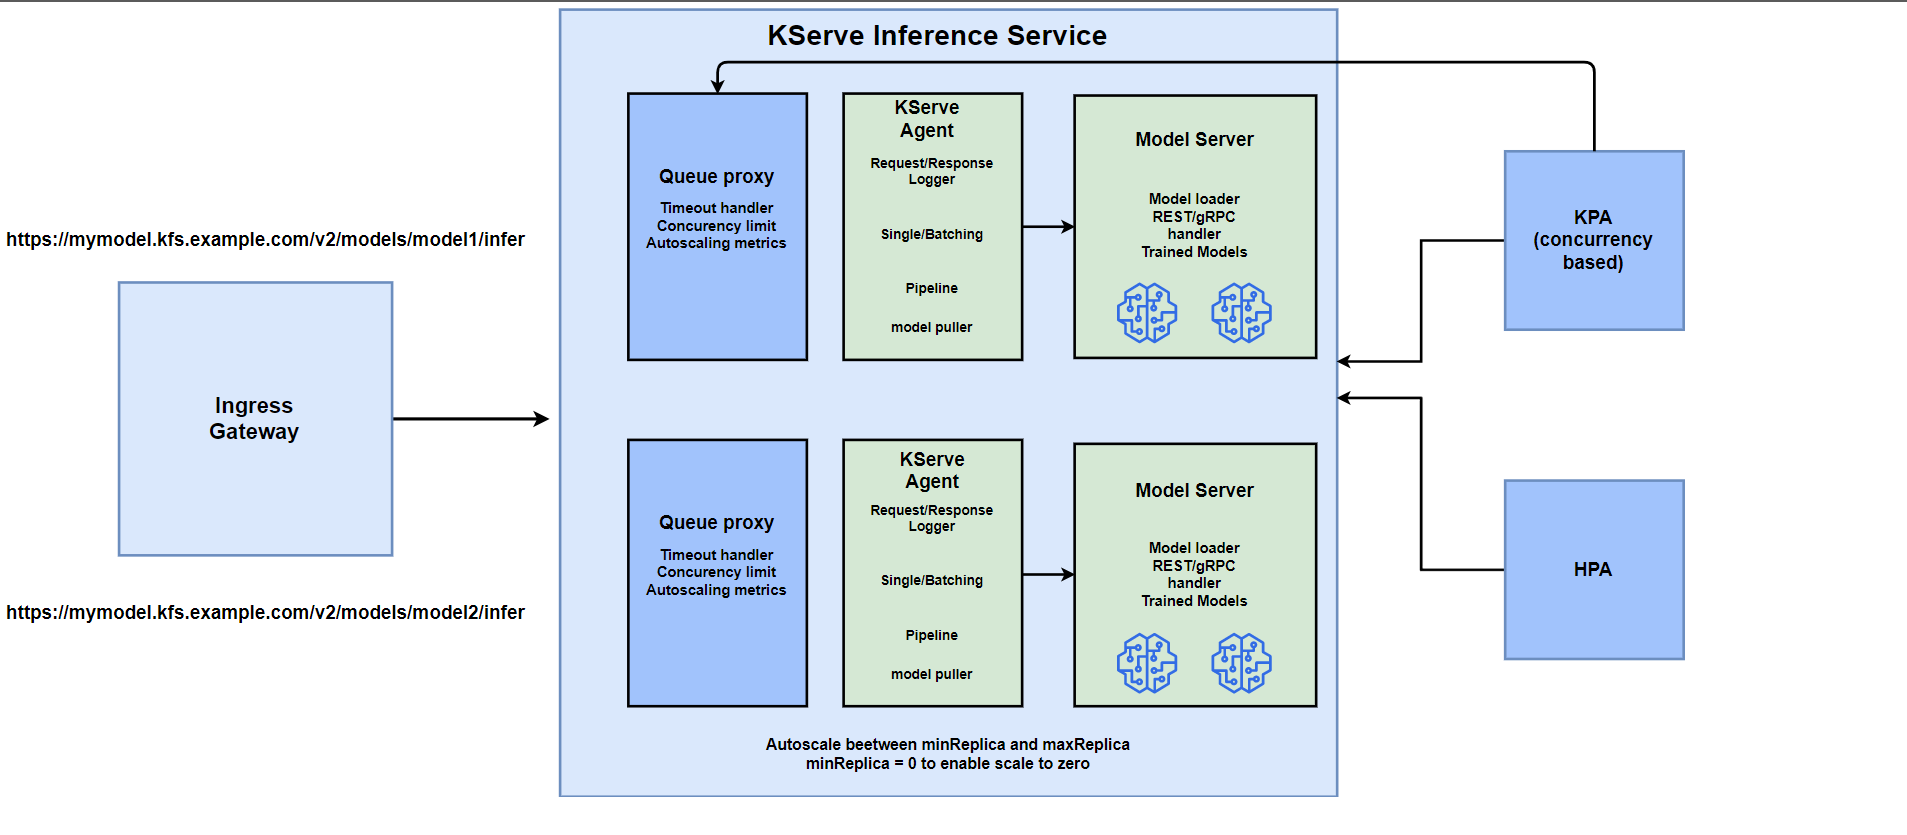 KServe Inference Service
https://mymodel.kfs.example.com/v2/models/model1/infer
Ingress
Gateway
https://mymodel.kfs.example.com/v2/models/model2/infer
Queue proxy
Timeout handler
Concurency limit
Autoscaling metrics
KServe
Agent
Request/Response
Logger
Single/Batching
Pipeline
model puller
Model Server
Model loader
REST/gRPC
handler
Trained Models
Queue proxy
Timeout handler
Concurency limit
Autoscaling metrics
KServe
Agent
Request/Response
Logger
Single/Batching
Pipeline
model puller
Model Server
Model loader
REST/gRPC
handler
Trained Models
Autoscale beetween minReplica and maxReplica
minReplica = 0 to enable scale to zero
KPA
(concurrency
based)
HPA